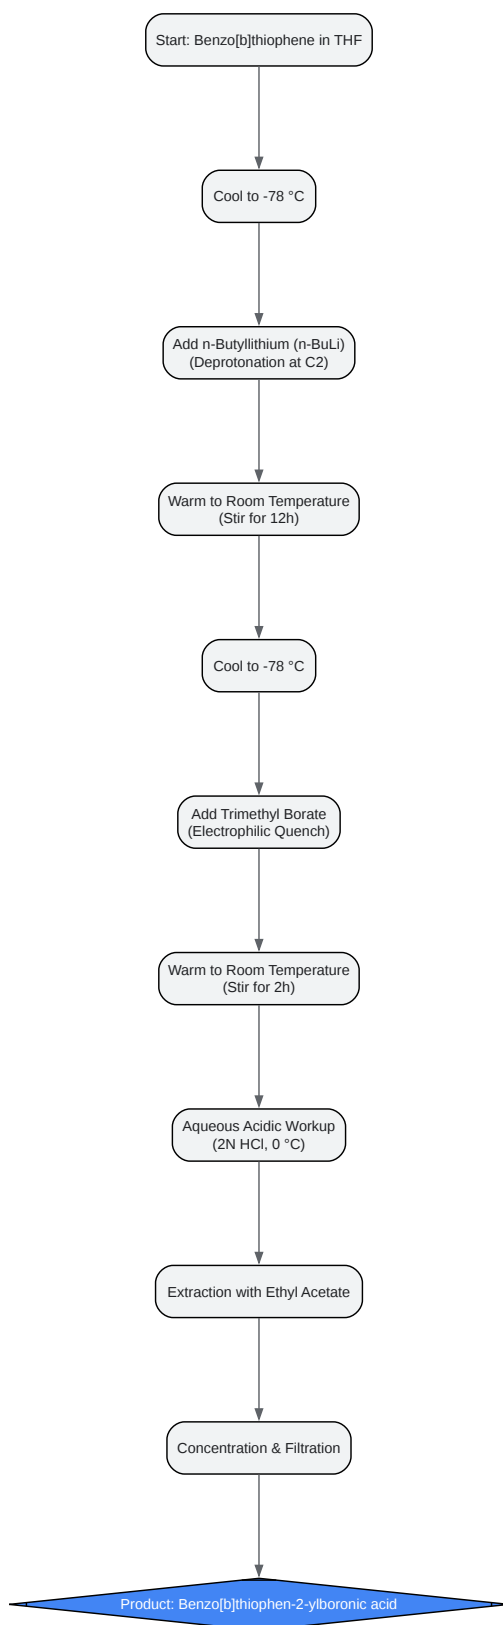 Start: Benzo[b]thiophene in THF
Cool to -78 °C
Add n-Butyllithium (n-BuLi)
(Deprotonation at C2)
Warm to Room Temperature
(Stir for 12h)
Cool to -78 °C
Add Trimethyl Borate
(Electrophilic Quench)
Warm to Room Temperature
(Stir for 2h)
Aqueous Acidic Workup
(2N HCl, 0 °C)
Extraction with Ethyl Acetate
Concentration & Filtration
Product: Benzo[b]thiophen-2-ylboronic acid